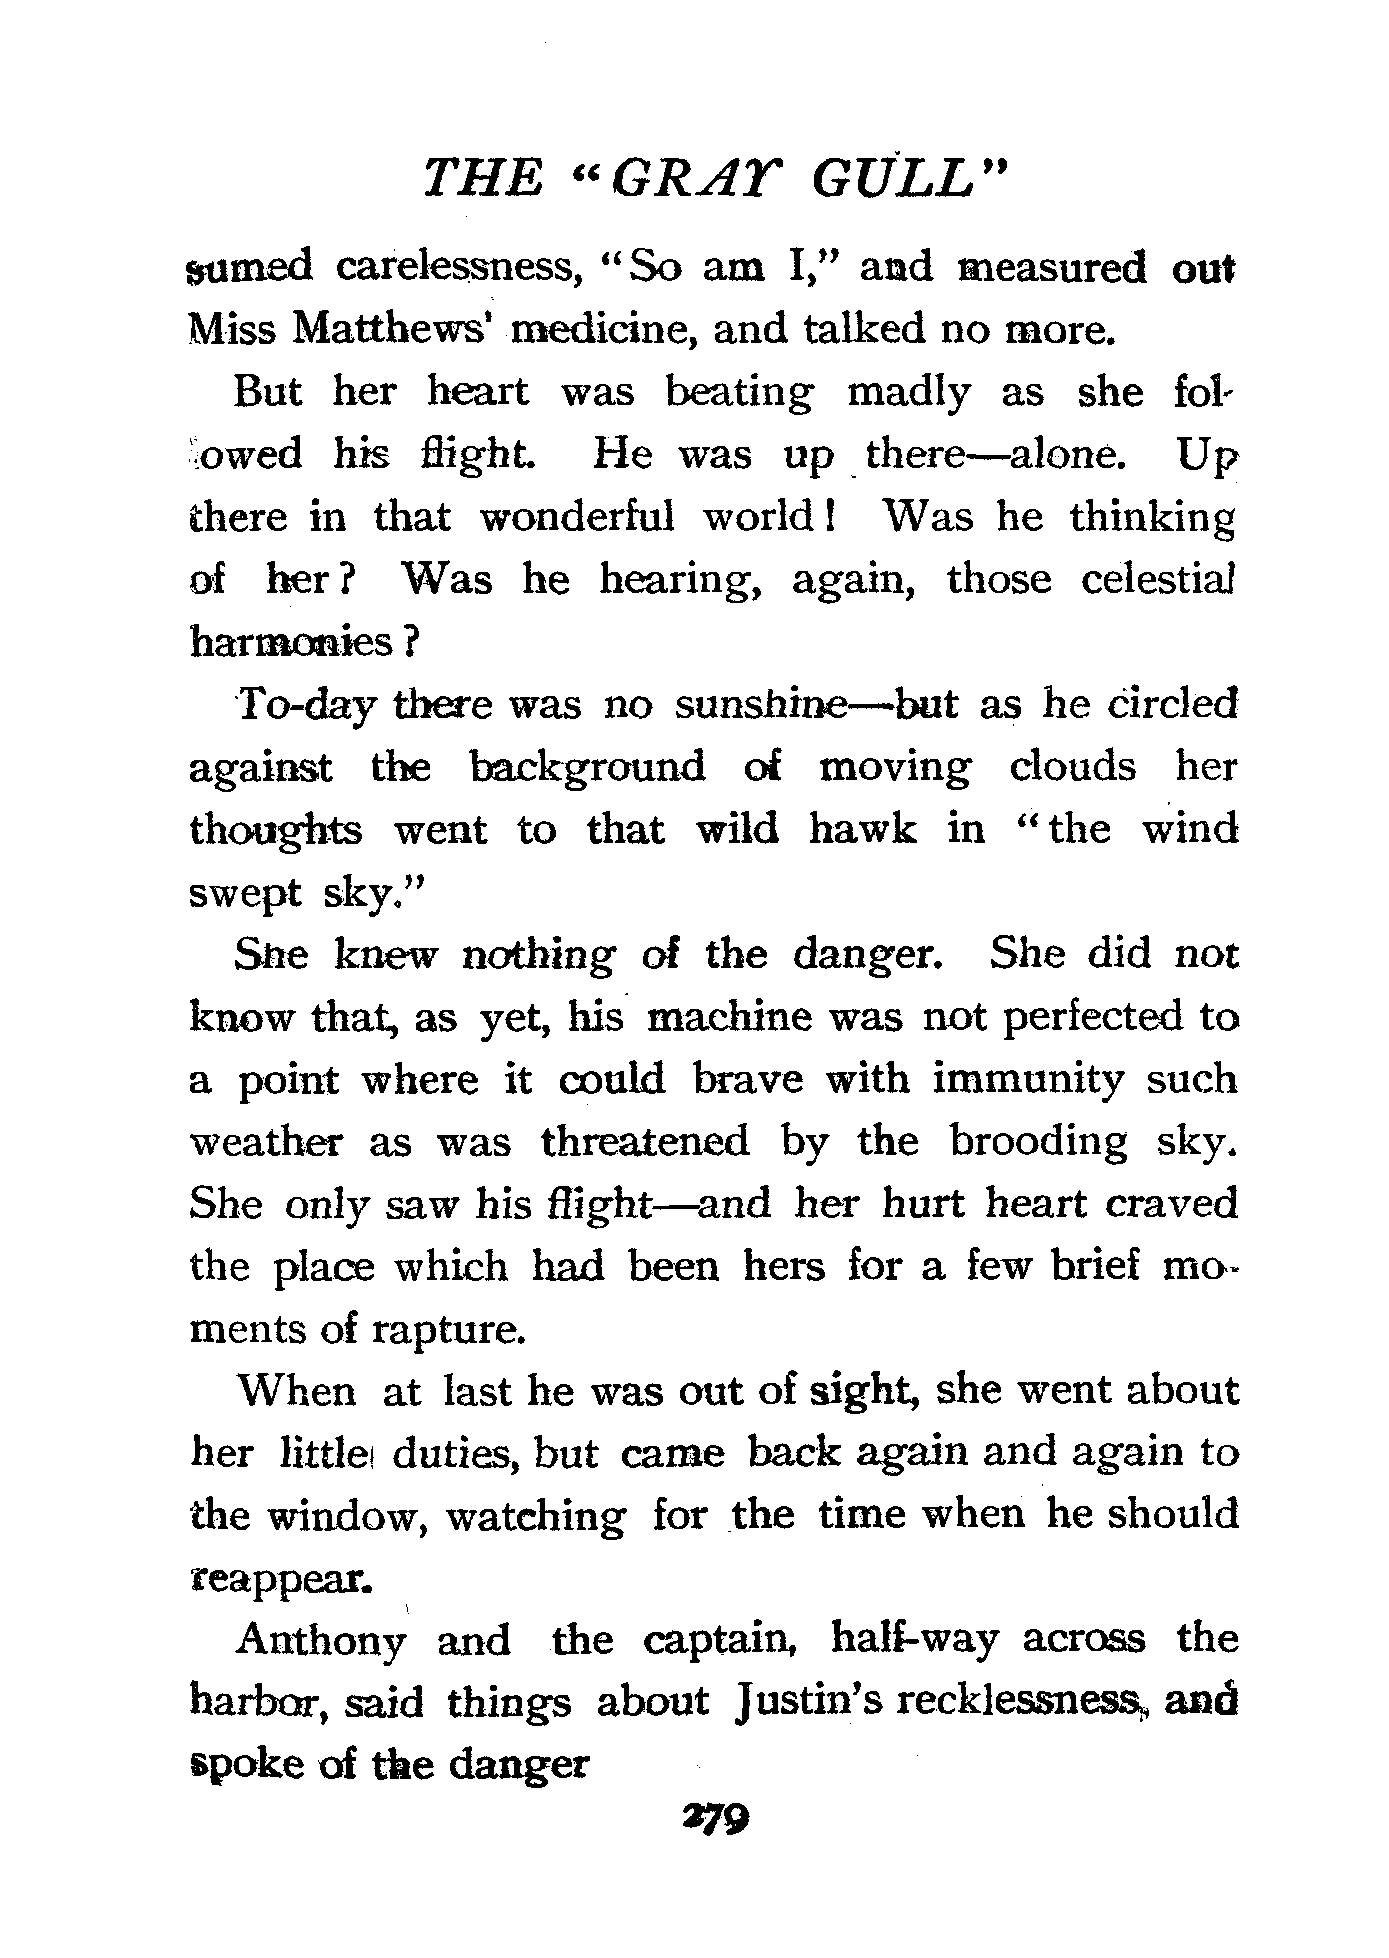 THE “GRAY GULL”
sumed carelessness, “So am I,” and measured out
Miss Matthews' medicine, and talked no more.
But her heart was beating madly as she fol-
lowed his flight. He was up there—alone. Up
there in that wonderful world! Was he thinking
of her? Was he hearing, again, those celestial
harmonies?
To-day there was no sunshine—but as he circled
against the background of moving clouds her
thoughts went to that wild hawk in “the wind
swept sky.”
She knew nothing of the danger. She did not
know that, as yet, his machine was not perfected to
a point where it could brave with immunity such
weather as was threatened by the brooding sky.
She only saw his flight—and her hurt heart craved
the place which had been hers for a few brief mo-
ments of rapture.
When at last he was out of sight, she went about
her little duties, but came back again and again to
the window, watching for the time when he should
reappear.
Anthony and the captain, half-way across the
harbor, said things about Justin's recklessness, and
spoke of the danger
279